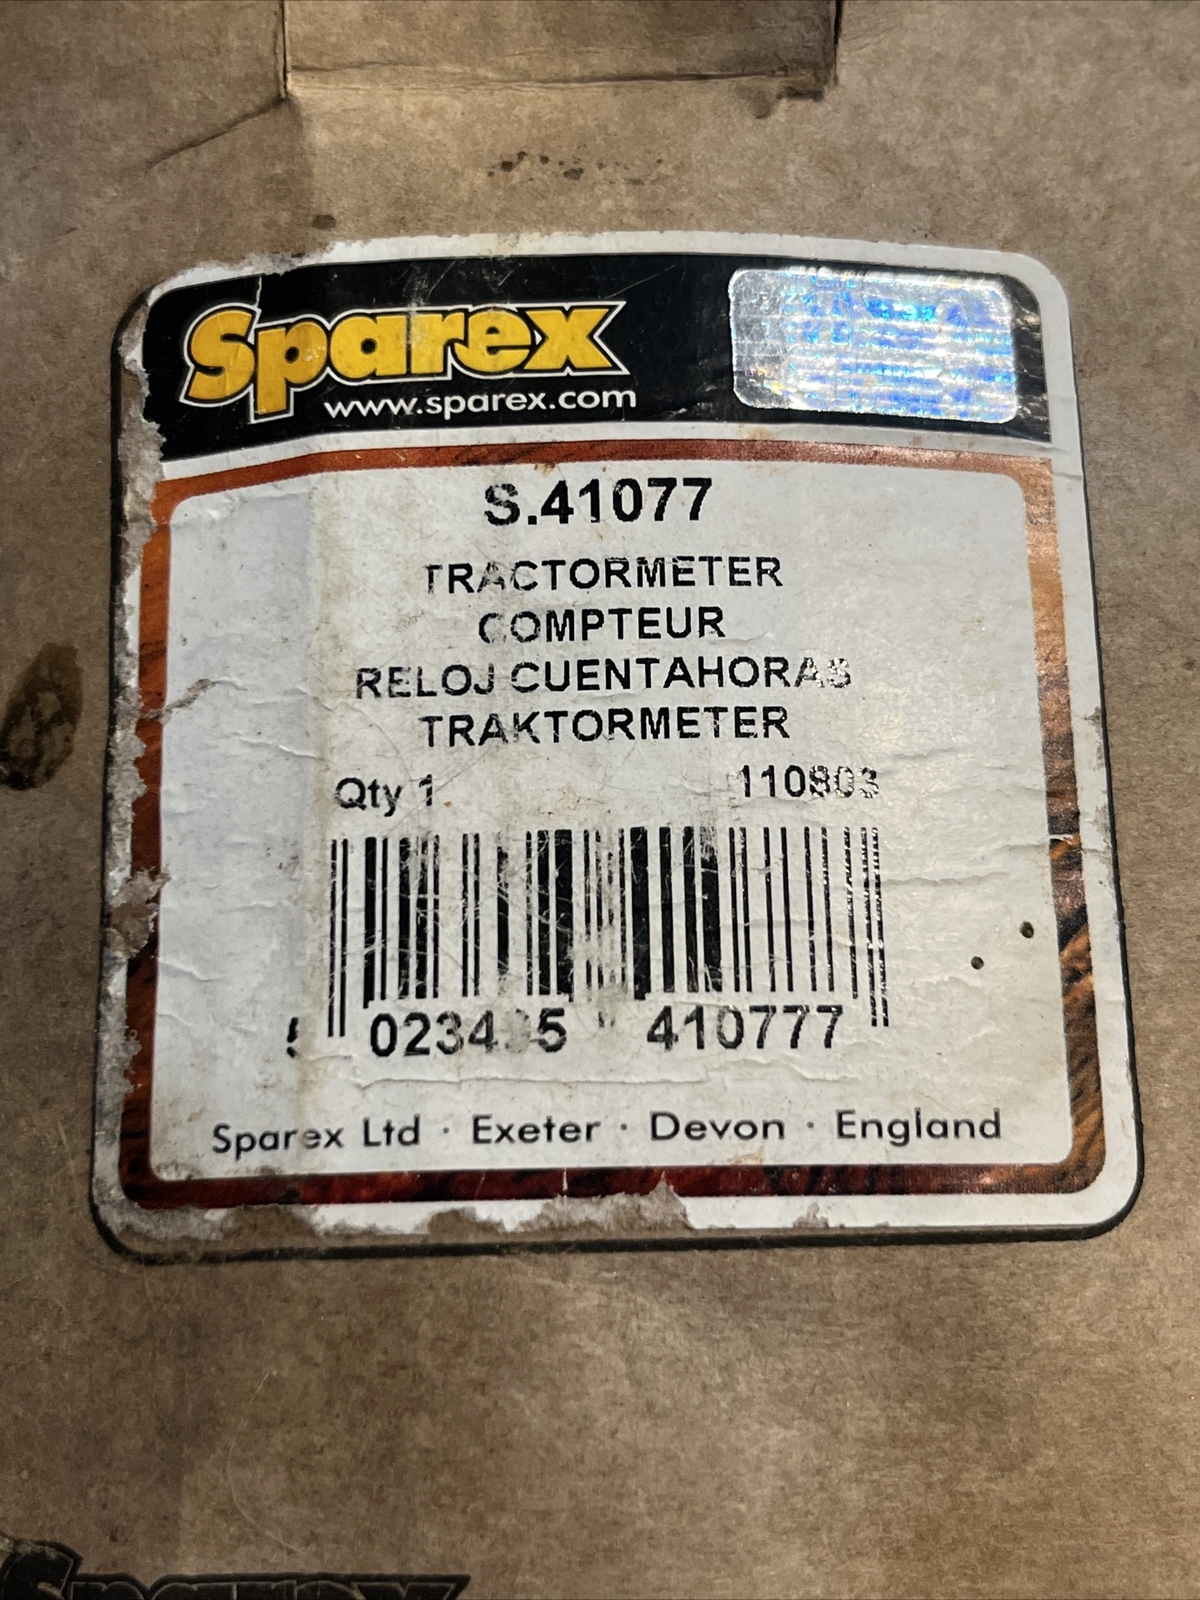 Sparex
www.sparex.com
S.41077
TRACTORMETER
COMPTEUR
RELOJ CUENTAHORAS
TRAKTORMETER
Qty 1 110803
410777
Sparex Ltd · Exeter · Devon · England
Sparex